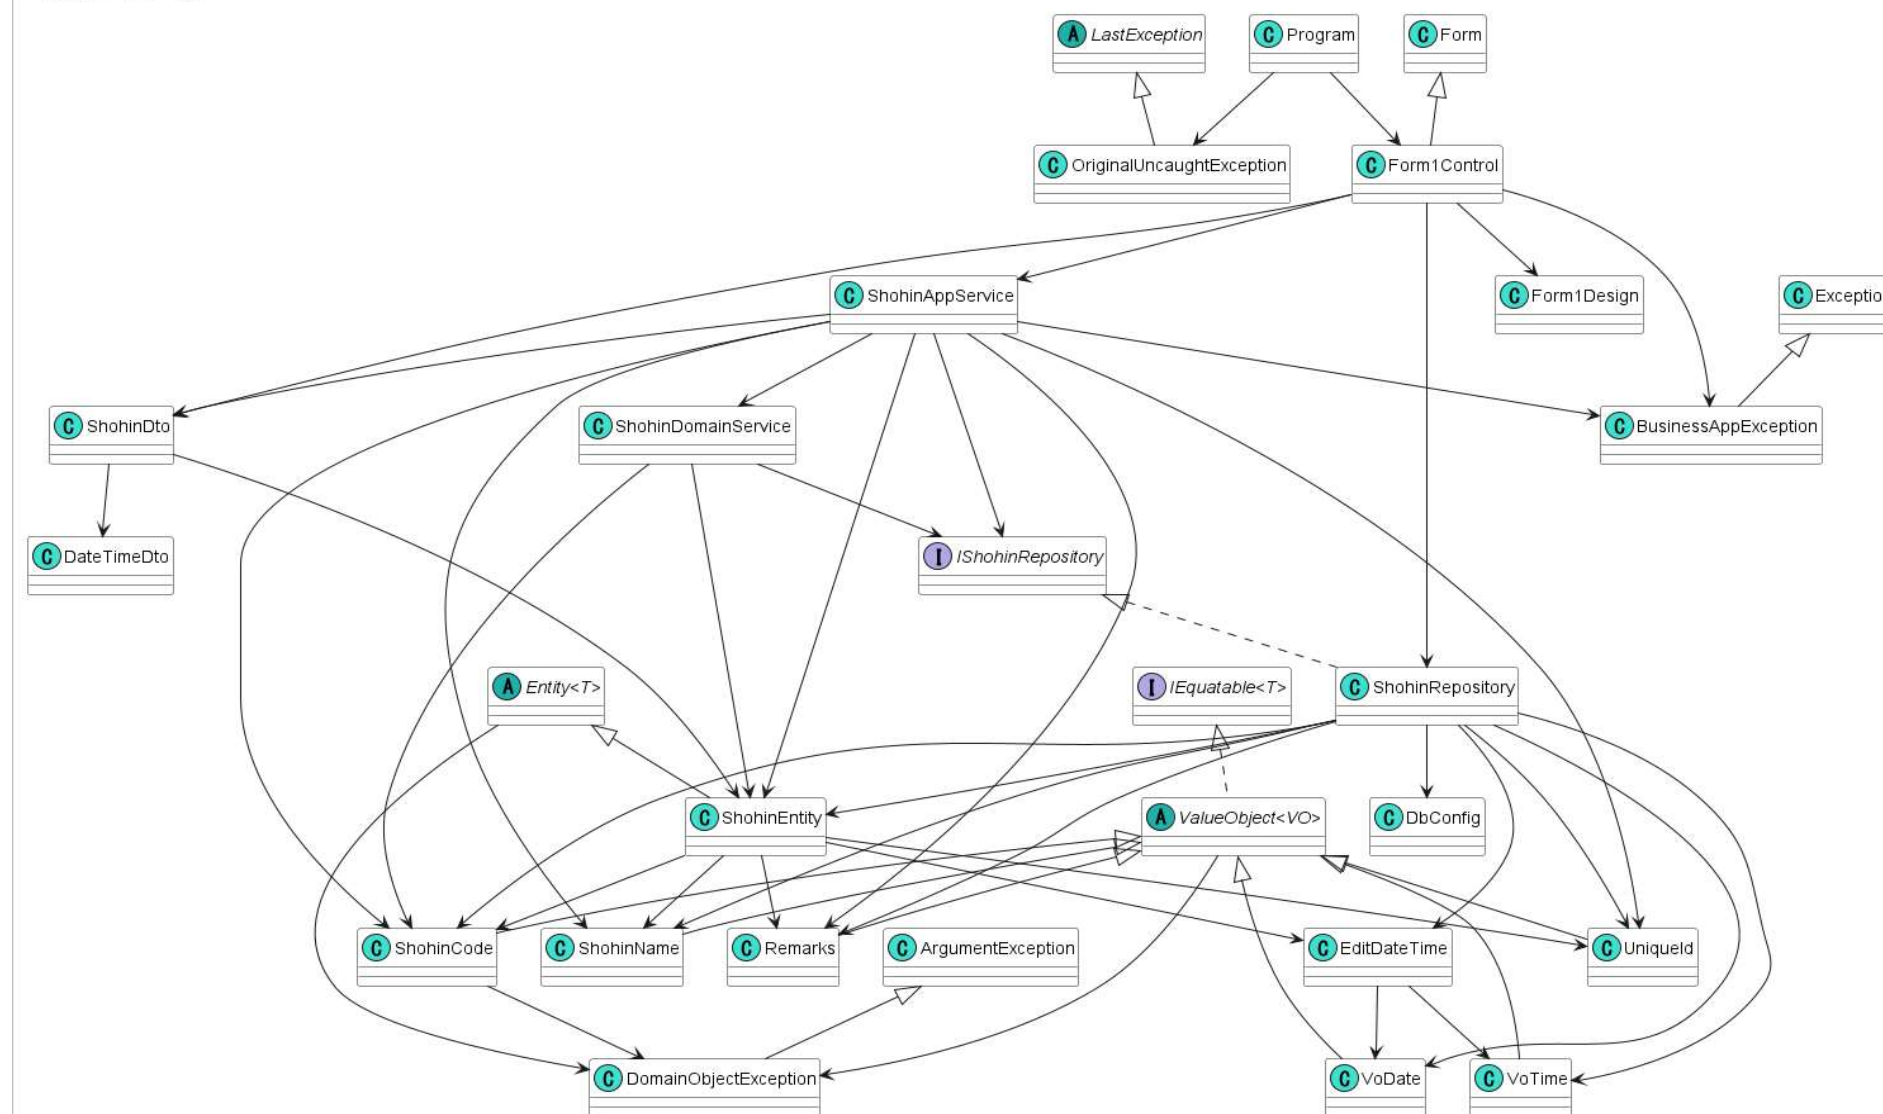 A LastException
C Program
C Form
C OriginalUncaughtException
C Form1Control
C ShohinAppService
C Form1Design
C Exceptio
C ShohinDto
C ShohinDomainService
C BusinessAppException
C DateTimeDto
I IShohinRepository
A Entity<T>
I IEquatable<T>
C ShohinRepository
C ShohinEntity
A ValueObject<VO>
C DbConfig
C ShohinCode
C ShohinName
C Remarks
C ArgumentException
C EditDateTime
C UniqueId
C DomainObjectException
C VoDate
C VoTime